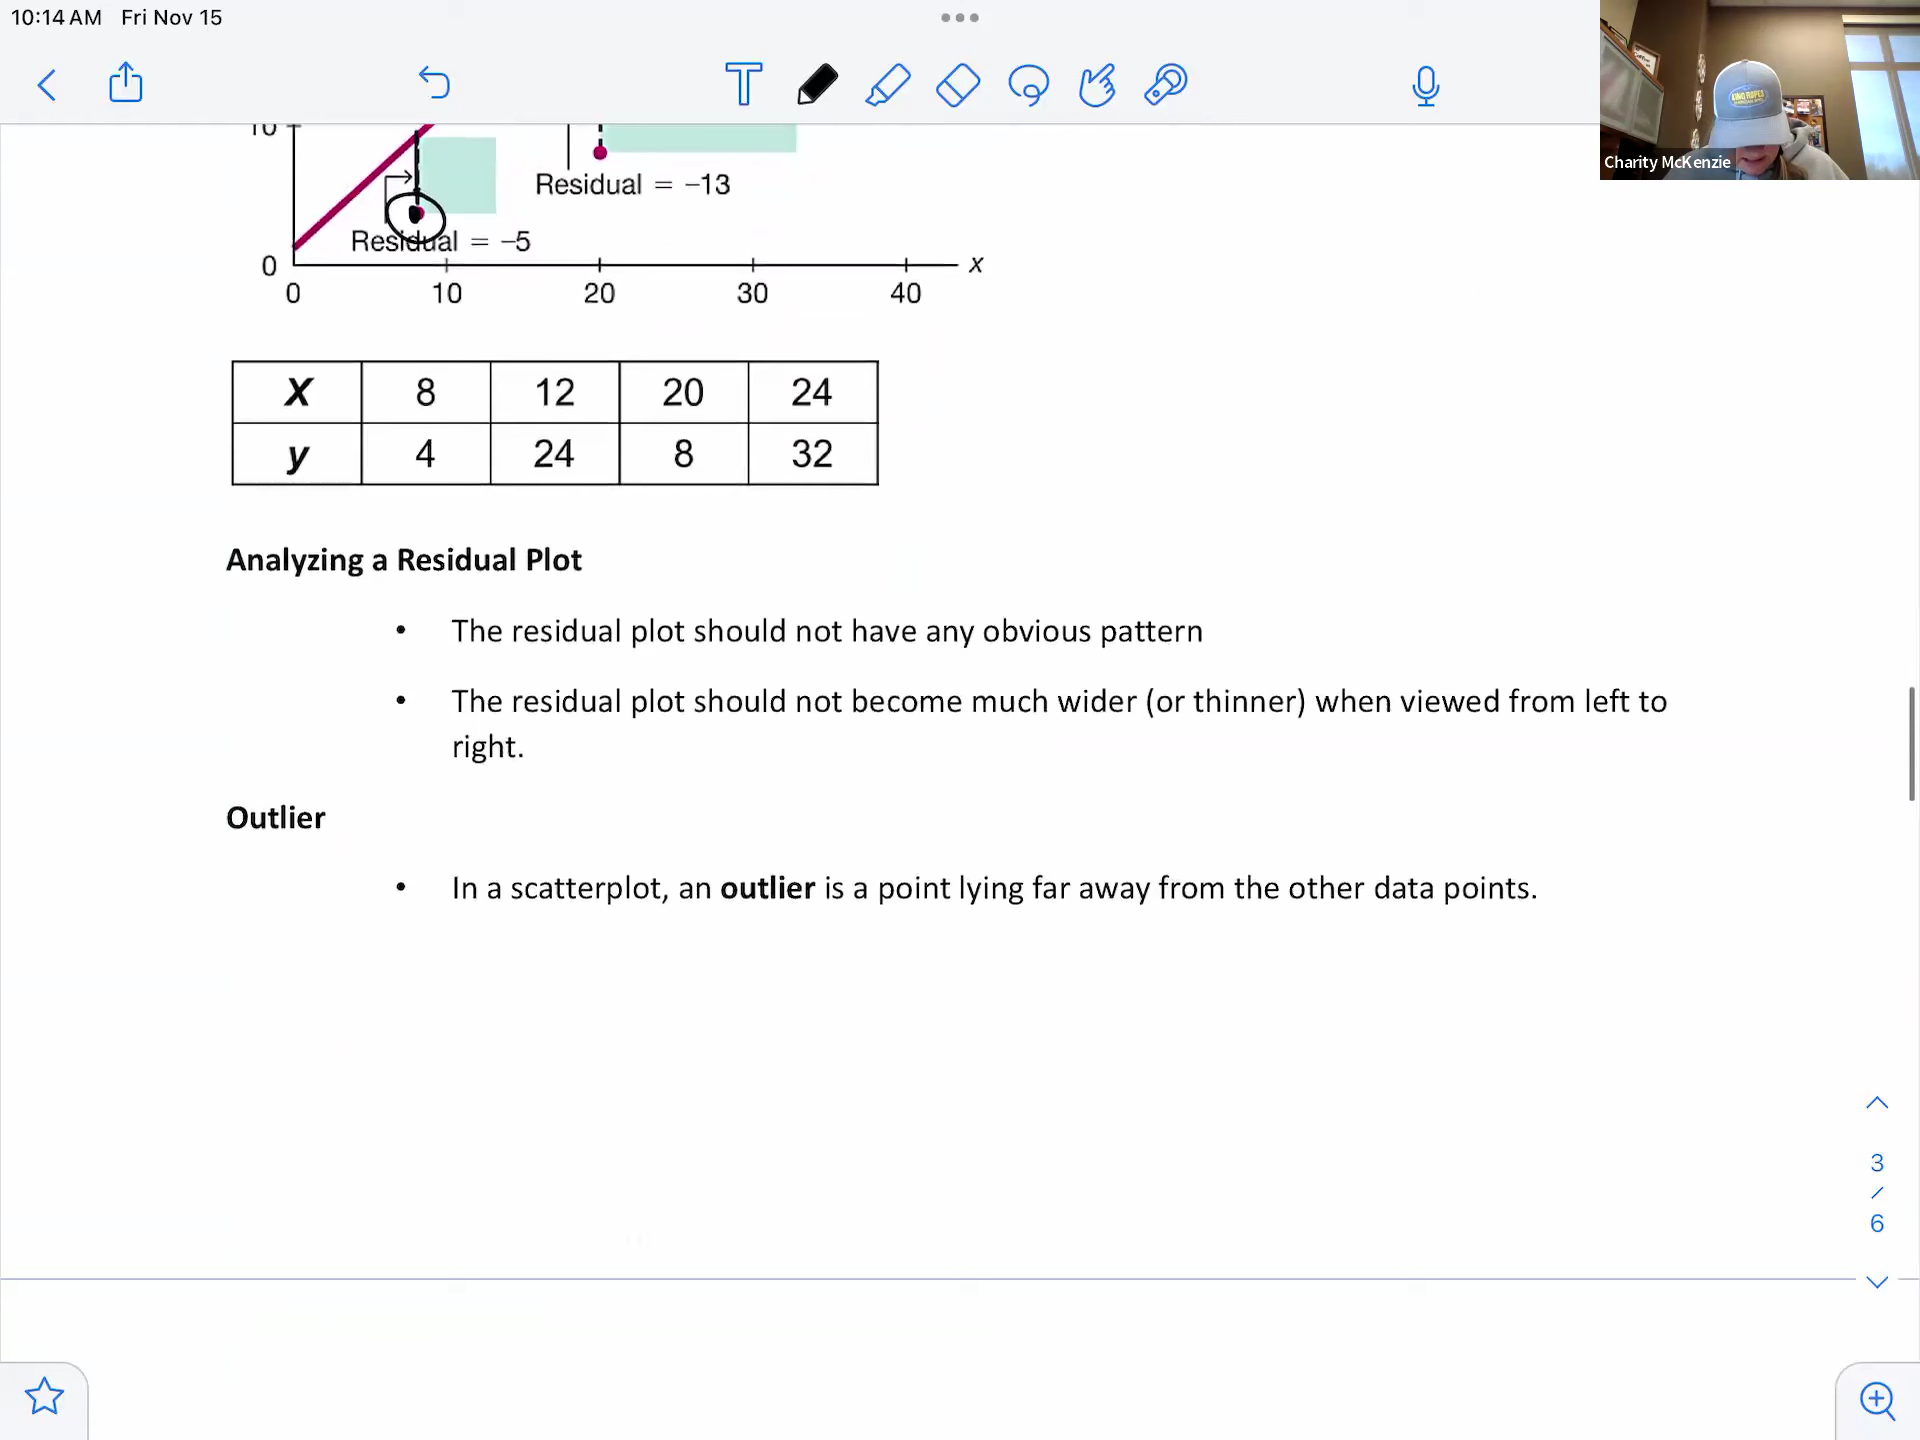 10:14 AM Fri Nov 15
Charity McKenzie
KING ROPES
10
Residual = −13
Residual = −5
0
x
0 10 20 30 40
X 8 12 20 24
y 4 24 8 32
Analyzing a Residual Plot
• The residual plot should not have any obvious pattern
• The residual plot should not become much wider (or thinner) when viewed from left to
right.
Outlier
• In a scatterplot, an outlier is a point lying far away from the other data points.
3
/
6